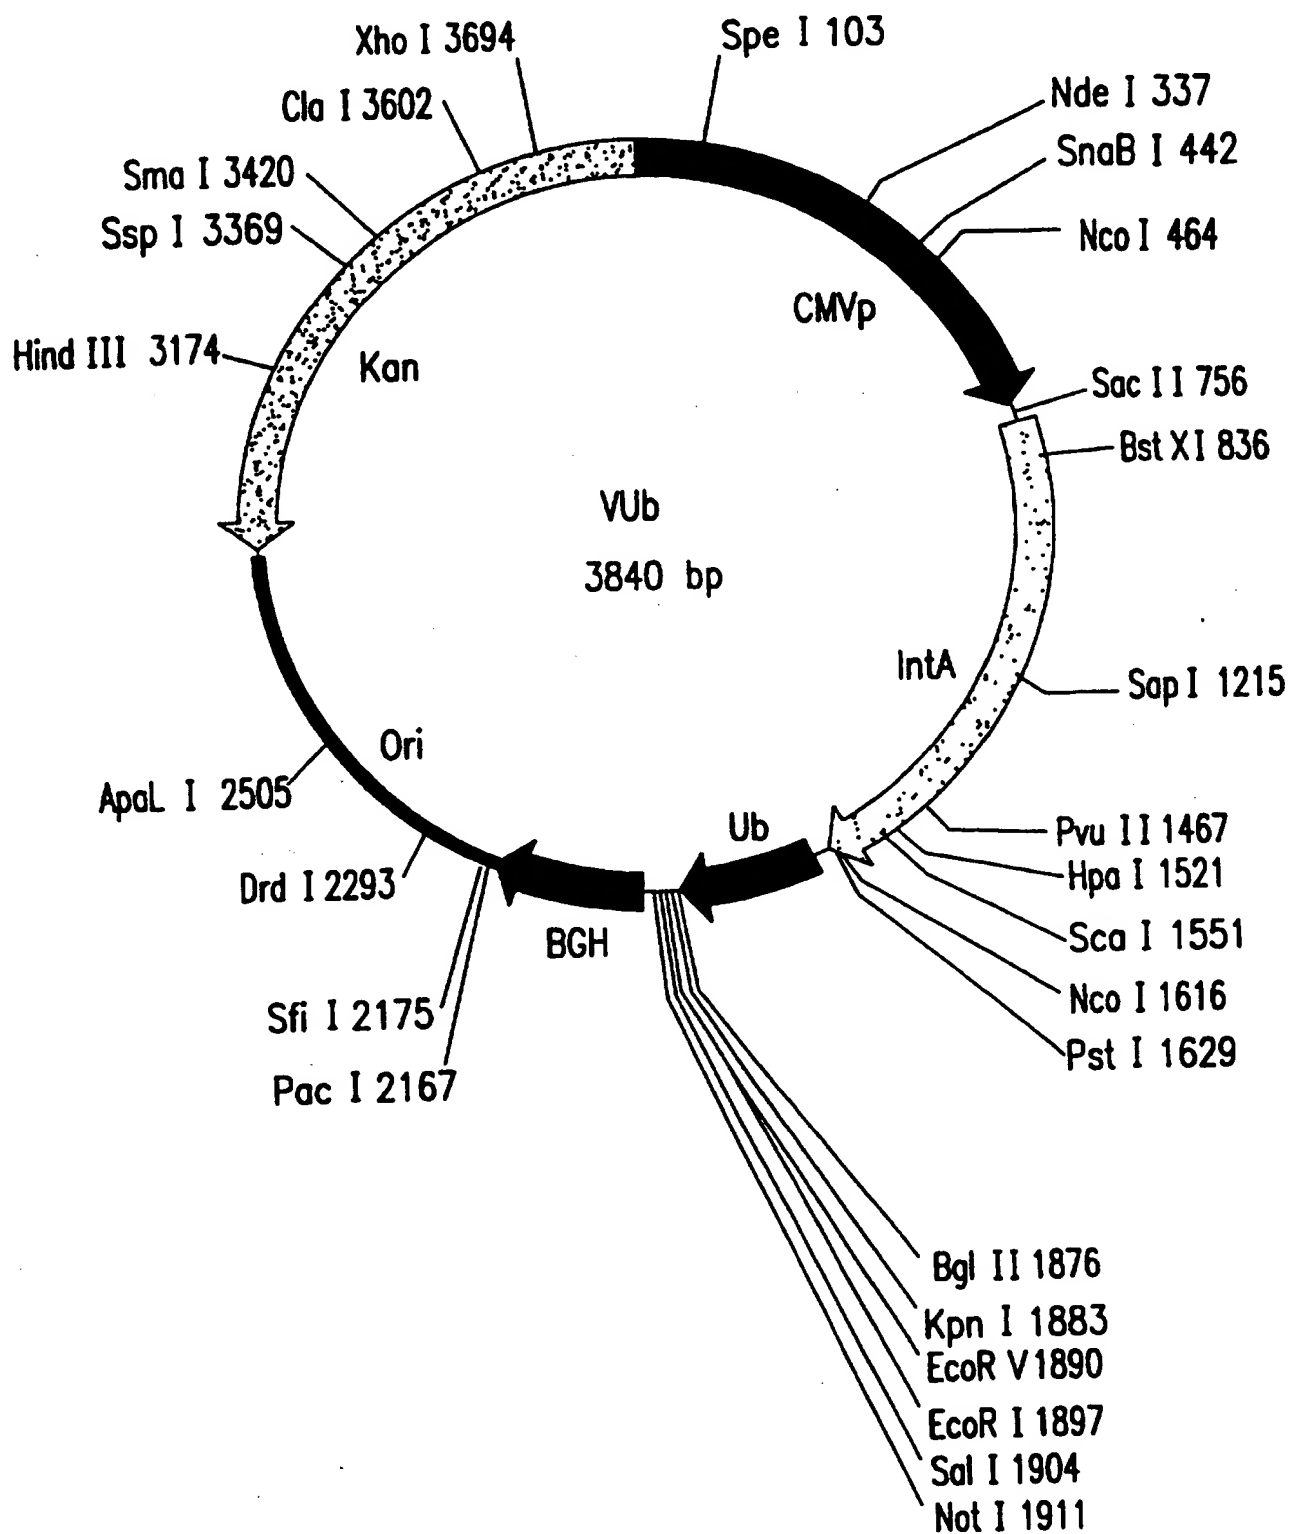 Xho I 3694
Spe I 103
Cla I 3602
Nde I 337
SnaB I 442
Sma I 3420
Ssp I 3369
Nco I 464
CMVp
Hind III 3174
Kan
Sac II 756
Bst XI 836
VUb
3840 bp
IntA
Sap I 1215
Ori
ApaL I 2505
Ub
Pvu II 1467
Hpa I 1521
Drd I 2293
BGH
Sca I 1551
Nco I 1616
Sfi I 2175
Pst I 1629
Pac I 2167
Bgl II 1876
Kpn I 1883
EcoR V 1890
EcoR I 1897
Sal I 1904
Not I 1911